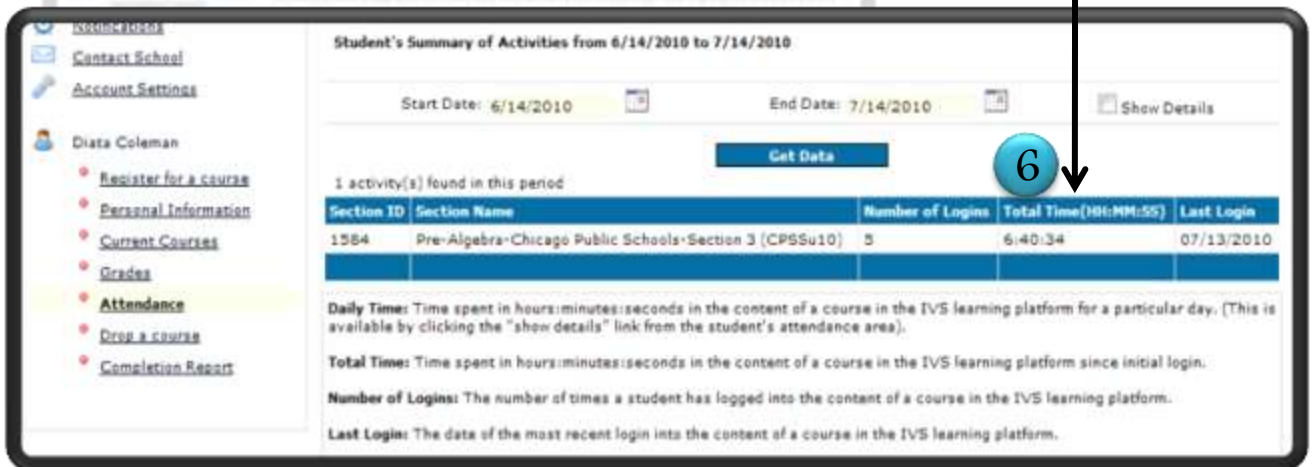 Notifications
Contact School
Account Settings
Diata Coleman
Register for a course
Personal Information
Current Courses
Grades
Attendance
Drop a course
Completion Report
Student's Summary of Activities from 6/14/2010 to 7/14/2010
Start Date: 6/14/2010 End Date: 7/14/2010 Show Details
Get Data
6
1 activity(s) found in this period
Section ID Section Name Number of Logins Total Time(HH:MM:SS) Last Login
1584 Pre-Algebra-Chicago Public Schools-Section 3 (CPSSu10) 5 6:40:34 07/13/2010
Daily Time: Time spent in hours:minutes:seconds in the content of a course in the IVS learning platform for a particular day. (This is
available by clicking the "show details" link from the student's attendance area).
Total Time: Time spent in hours:minutes:seconds in the content of a course in the IVS learning platform since initial login.
Number of Logins: The number of times a student has logged into the content of a course in the IVS learning platform.
Last Login: The date of the most recent login into the content of a course in the IVS learning platform.